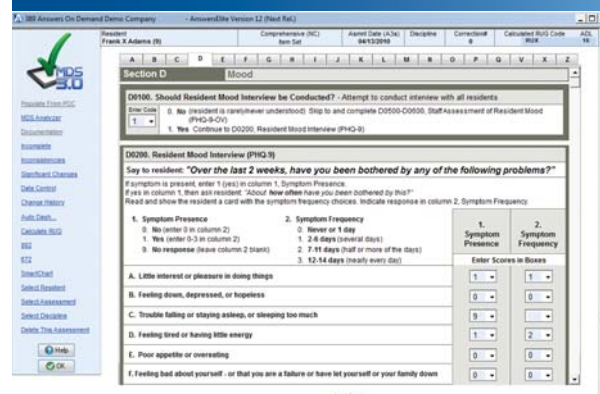 389 Answers On Demand Demo Company - AnswersElite Version 12 (Next Rel.)
Resident
Frank X Adams (9)
Comprehensive (NC)
Item Set
Asmnt Date (A3a)
04/13/2010
Discipline
Correction#
0
Calculated RUG Code
RUX
ADL
16
A B C D E F G H I J K L M N O P Q V X Z
MDS
3.0
Populate From POC
MDS Analyzer
Documentation
Incomplete
Inconsistencies
Significant Changes
Data Control
Change History
Auto Dash...
Calculate RUG
802
672
SmartChart
Select Resident
Select Assessment
Select Discipline
Delete This Assessment
Help
OK
Section D Mood
D0100. Should Resident Mood Interview be Conducted? - Attempt to conduct interview with all residents
Enter Code
1
0. No (resident is rarely/never understood) Skip to and complete D0500-D0600, Staff Assessment of Resident Mood
(PHQ-9-OV)
1. Yes Continue to D0200, Resident Mood Interview (PHQ-9)
D0200. Resident Mood Interview (PHQ-9)
Say to resident: "Over the last 2 weeks, have you been bothered by any of the following problems?"
If symptom is present, enter 1 (yes) in column 1, Symptom Presence.
If yes in column 1, then ask resident: "About how often have you been bothered by this?"
Read and show the resident a card with the symptom frequency choices. Indicate response in column 2, Symptom Frequency.
1. Symptom Presence
0. No (enter 0 in column 2)
1. Yes (enter 0-3 in column 2)
9. No response (leave column 2 blank)
2. Symptom Frequency
0. Never or 1 day
1. 2-6 days (several days)
2. 7-11 days (half or more of the days)
3. 12-14 days (nearly every day)
1.
Symptom
Presence
2.
Symptom
Frequency
Enter Scores in Boxes
A. Little interest or pleasure in doing things 1 1
B. Feeling down, depressed, or hopeless 0 0
C. Trouble falling or staying asleep, or sleeping too much 9
D. Feeling tired or having little energy 1 2
E. Poor appetite or overeating 0 0
F. Feeling bad about yourself - or that you are a failure or have let yourself or your family down 0 0